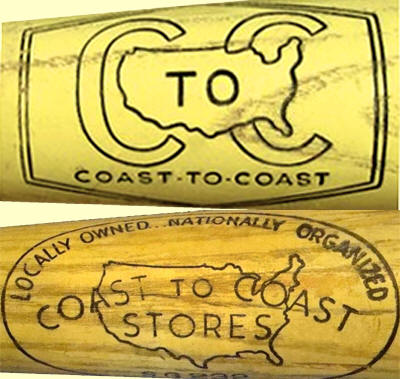 C TO C
COAST-TO-COAST
LOCALLY OWNED...NATIONALLY ORGANIZED
COAST TO COAST
STORES